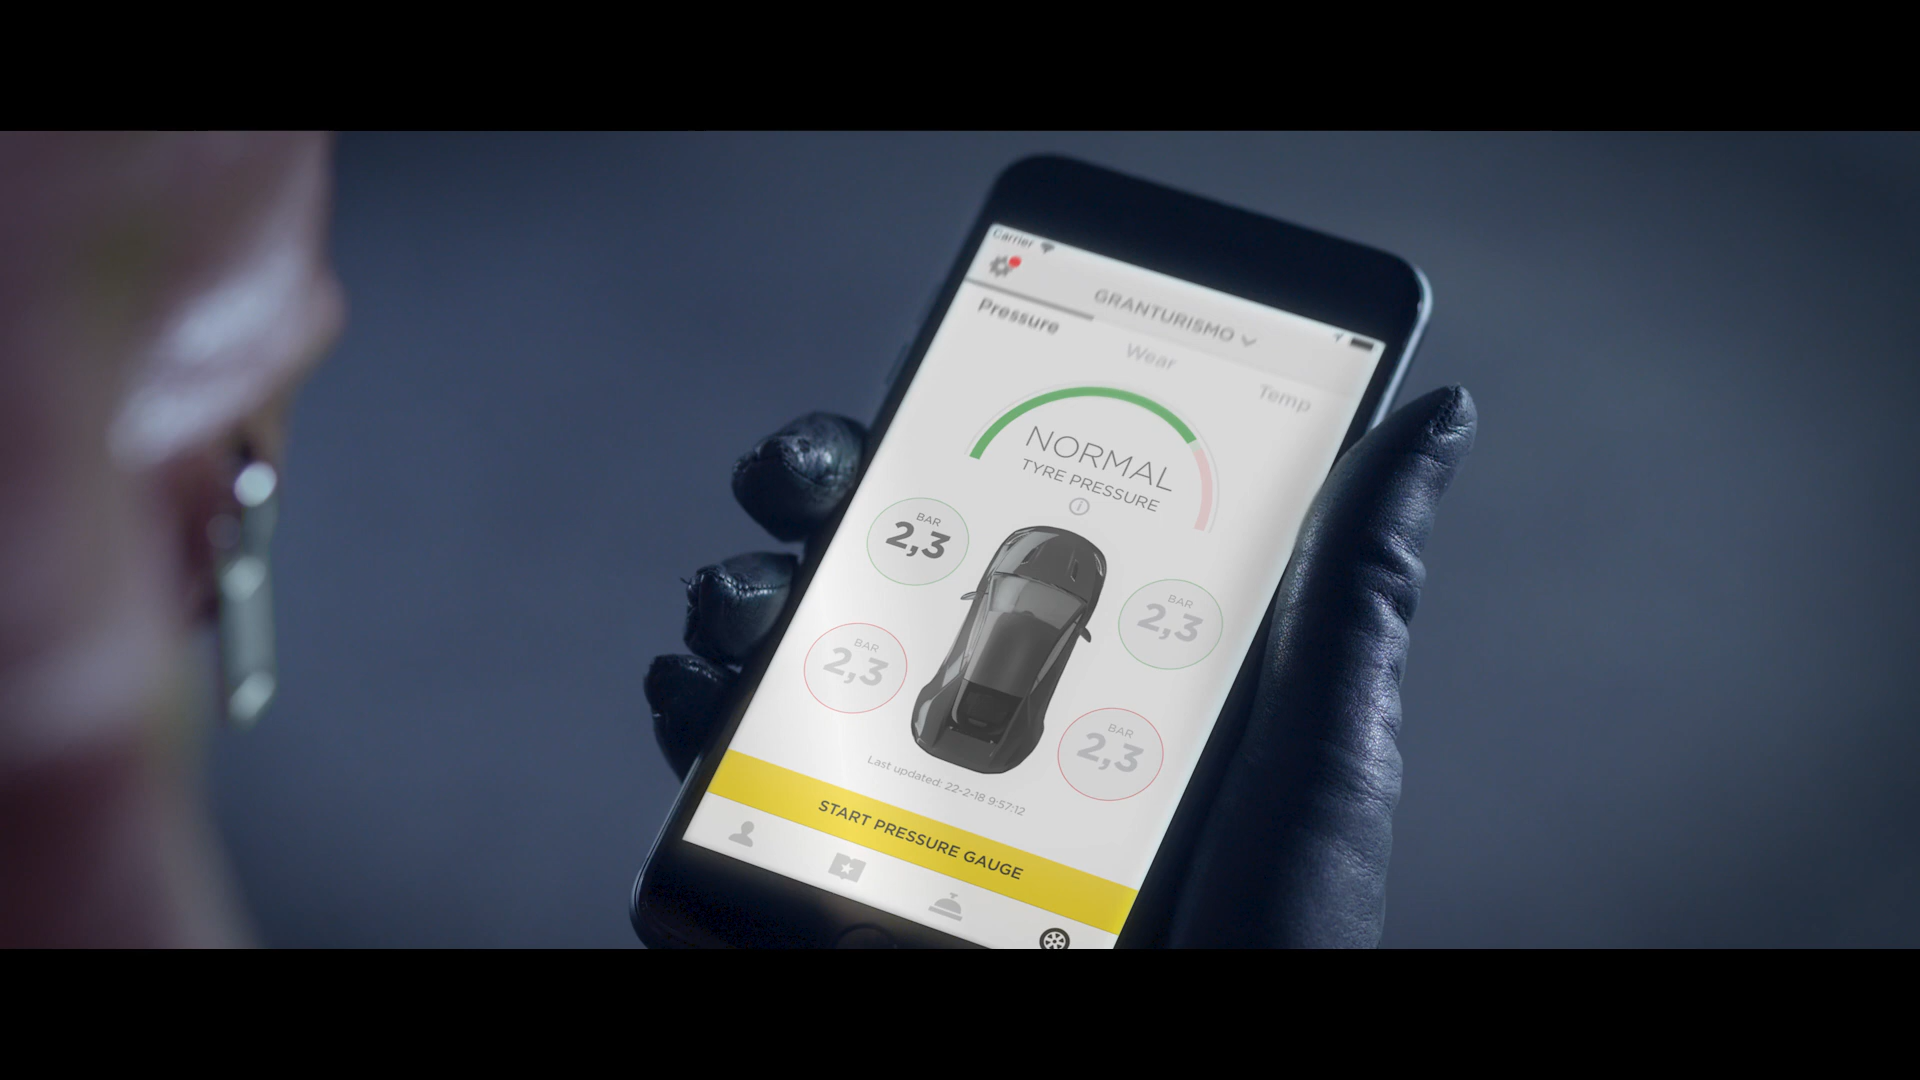 Carrier
GRANTURISMO
Pressure
Wear
Temp
NORMAL
TYRE PRESSURE
i
BAR
2,3
BAR
2,3
BAR
2,3
BAR
2,3
Last updated: 22-2-18 9:57:12
START PRESSURE GAUGE